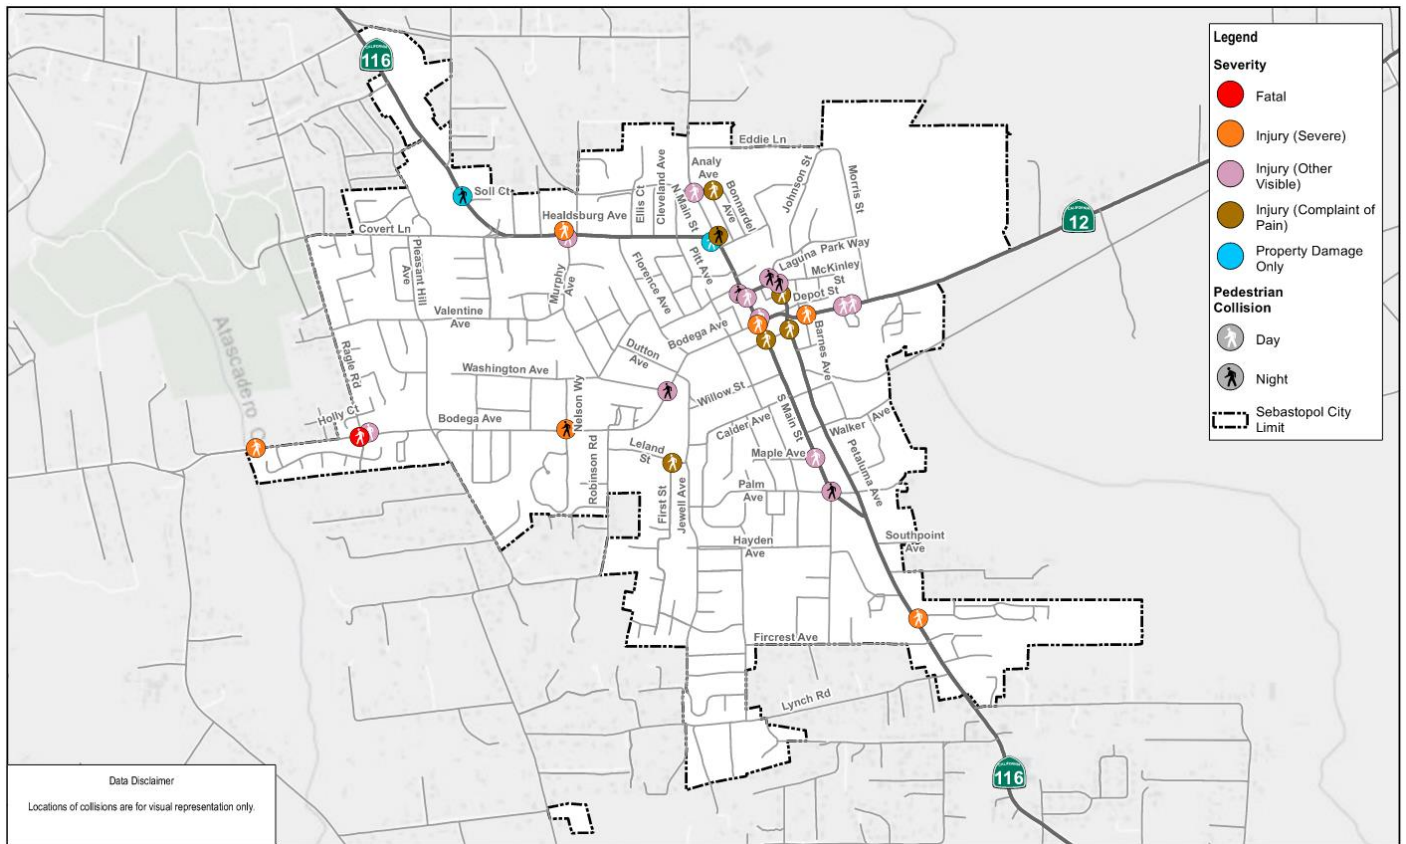 CALIFORNIA
116
Legend
Severity
Fatal
Injury (Severe)
Injury (Other
Visible)
Injury (Complaint of
Pain)
Property Damage
Only
Pedestrian
Collision
Day
Night
Sebastopol City
Limit
Eddie Ln
Analy
Ave
Bonnardel
Ave
Johnson St
Morris St
Soll Ct
Ellis Ct
Cleveland Ave
N Main St
Healdsburg Ave
CALIFORNIA
12
Covert Ln
Pleasant Hill
Ave
Murphy
Ave
Florence Ave
Pitt Ave
Laguna Park Way
McKinley
St
Depot St
Valentine
Ave
Bodega Ave
Barnes Ave
Atascadero
Ragle Rd
Dutton
Ave
Washington Ave
Nelson Wy
Willow St
S Main St
Holly Ct
Bodega Ave
Calder Ave
Walker Ave
Robinson Rd
Leland
St
Maple Ave
Petaluma Ave
First St
Jewell Ave
Palm
Ave
Hayden
Ave
Southpoint
Ave
Fircrest Ave
Lynch Rd
CALIFORNIA
116
Data Disclaimer
Locations of collisions are for visual representation only.